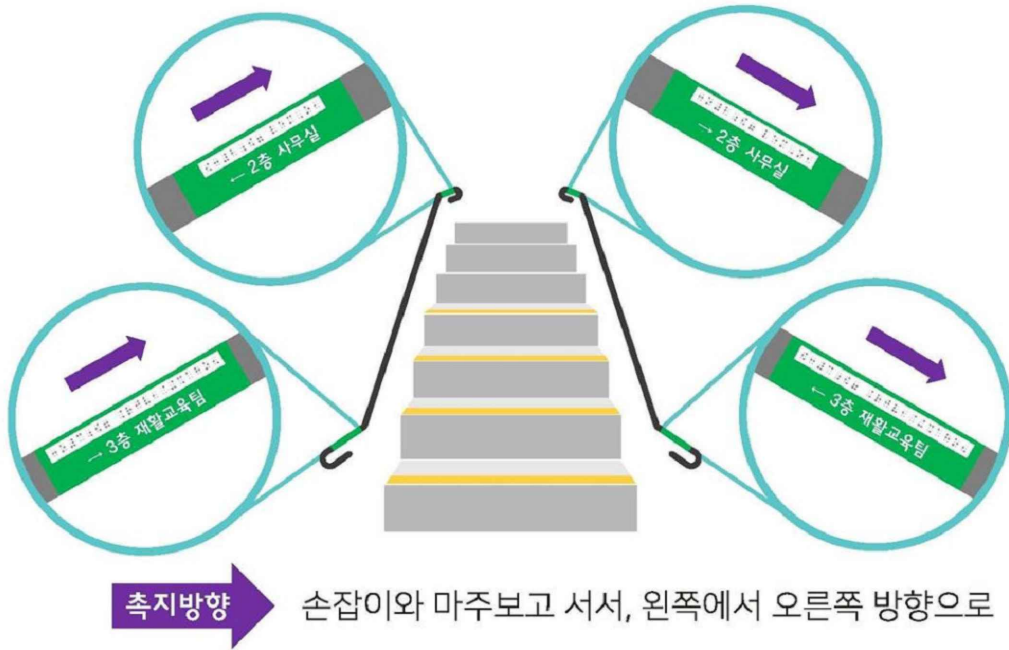 ← 2층 사무실
→ 2층 사무실
→ 3층 재활교육팀
← 3층 재활교육팀
촉지방향 손잡이와 마주보고 서서, 왼쪽에서 오른쪽 방향으로